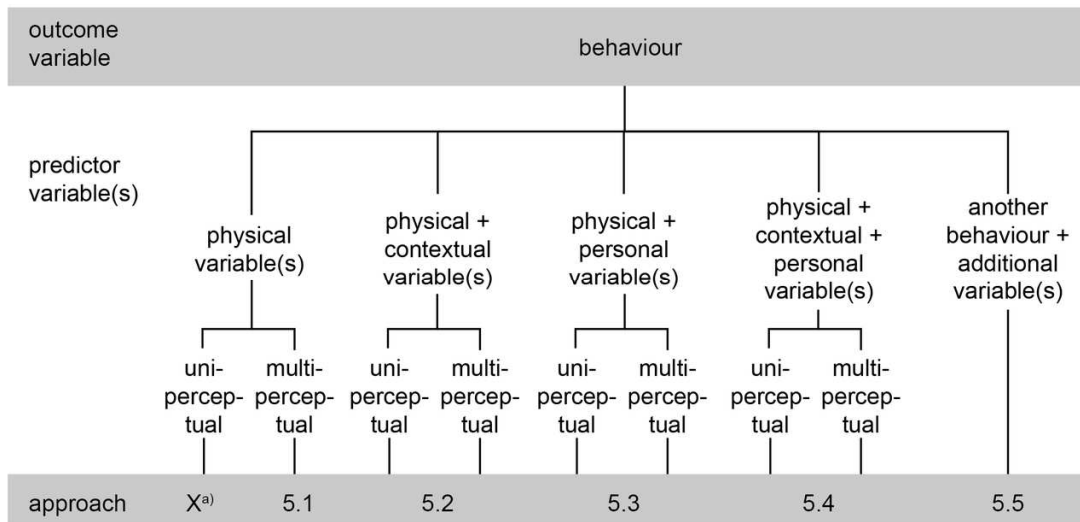 outcome
variable
behaviour
predictor
variable(s)
physical
variable(s)
physical +
contextual
variable(s)
physical +
personal
variable(s)
physical +
contextual +
personal
variable(s)
another
behaviour +
additional
variable(s)
uni-
percep-
tual
multi-
percep-
tual
uni-
percep-
tual
multi-
percep-
tual
uni-
percep-
tual
multi-
percep-
tual
uni-
percep-
tual
multi-
percep-
tual
approach X a) 5.1 5.2 5.3 5.4 5.5